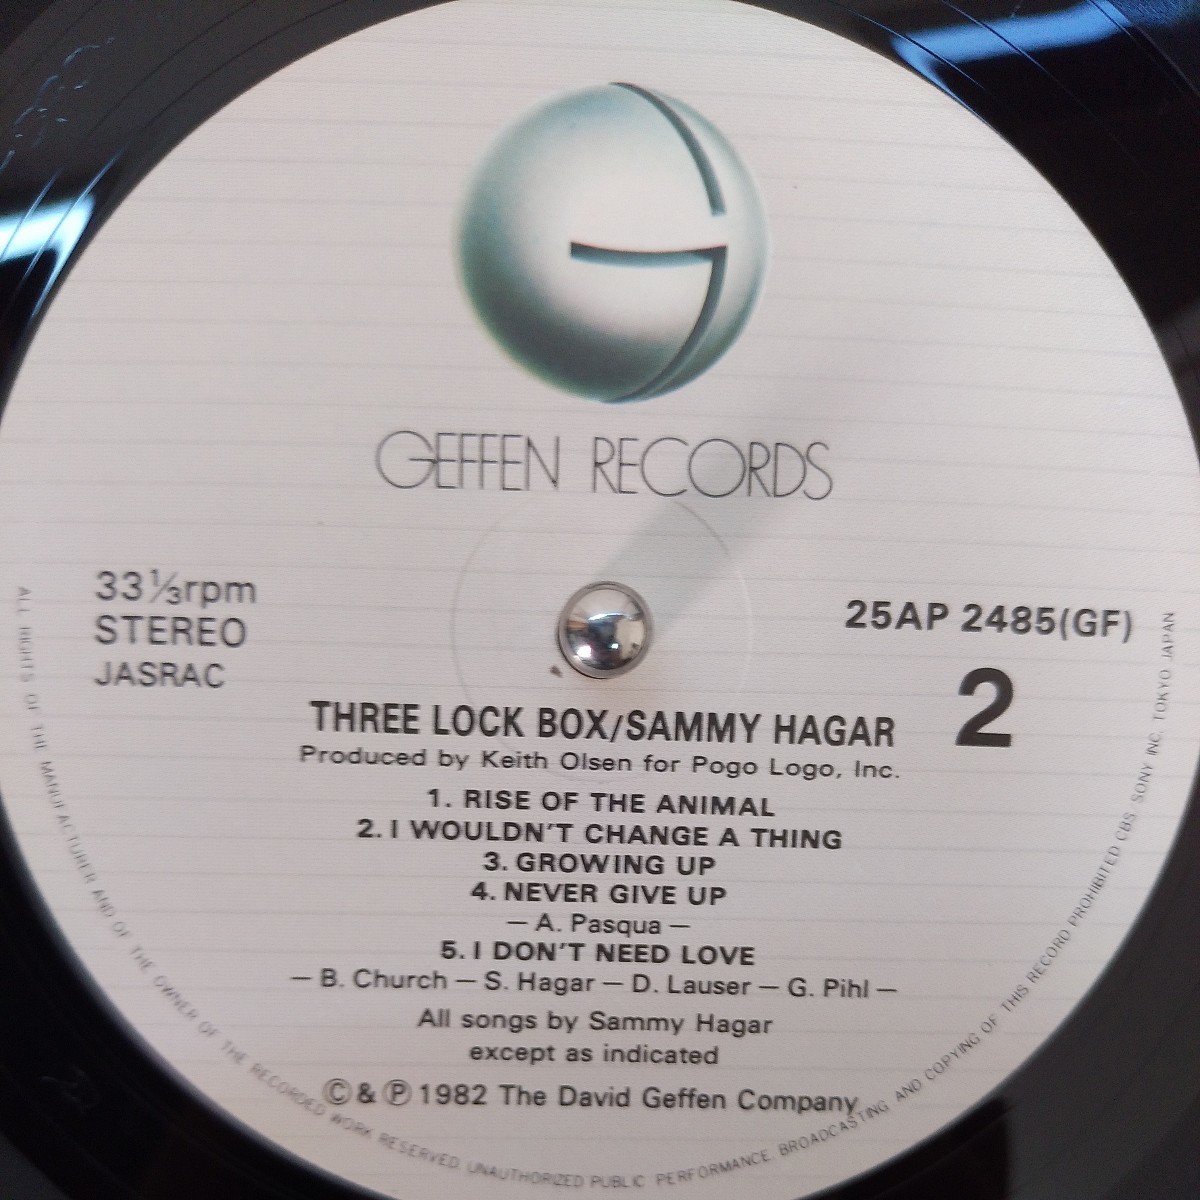 GEFFEN RECORDS
33⅓rpm
STEREO
JASRAC
25AP 2485(GF)
2
THREE LOCK BOX/SAMMY HAGAR
Produced by Keith Olsen for Pogo Logo, Inc.
1. RISE OF THE ANIMAL
2. I WOULDN'T CHANGE A THING
3. GROWING UP
4. NEVER GIVE UP
— A. Pasqua —
5. I DON'T NEED LOVE
— B. Church — S. Hagar — D. Lauser — G. Pihl —
All songs by Sammy Hagar
except as indicated
Ⓒ & Ⓟ 1982 The David Geffen Company
ALL RIGHTS OF THE MANUFACTURER AND OF THE OWNER OF THE RECORDED WORK RESERVED. UNAUTHORIZED PUBLIC PERFORMANCE. BROADCASTING AND COPYING OF THIS RECORD PROHIBITED CBS/SONY INC. TOKYO JAPAN